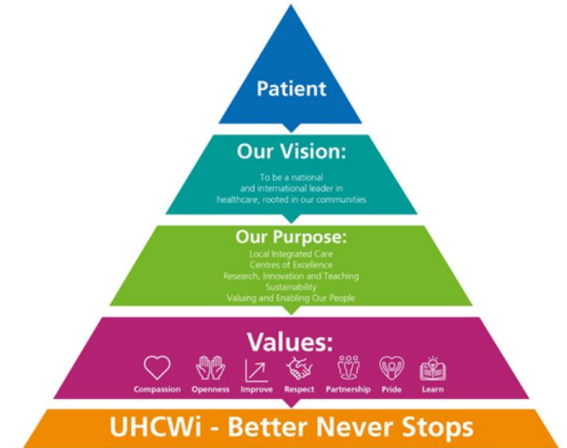 Patient
Our Vision:
To be a national
and international leader in
healthcare, rooted in our communities
Our Purpose:
Local Integrated Care
Centres of Excellence
Research, Innovation and Teaching
Sustainability
Valuing and Enabling Our People
Values:
Compassion Openness Improve Respect Partnership Pride Learn
UHCWi - Better Never Stops